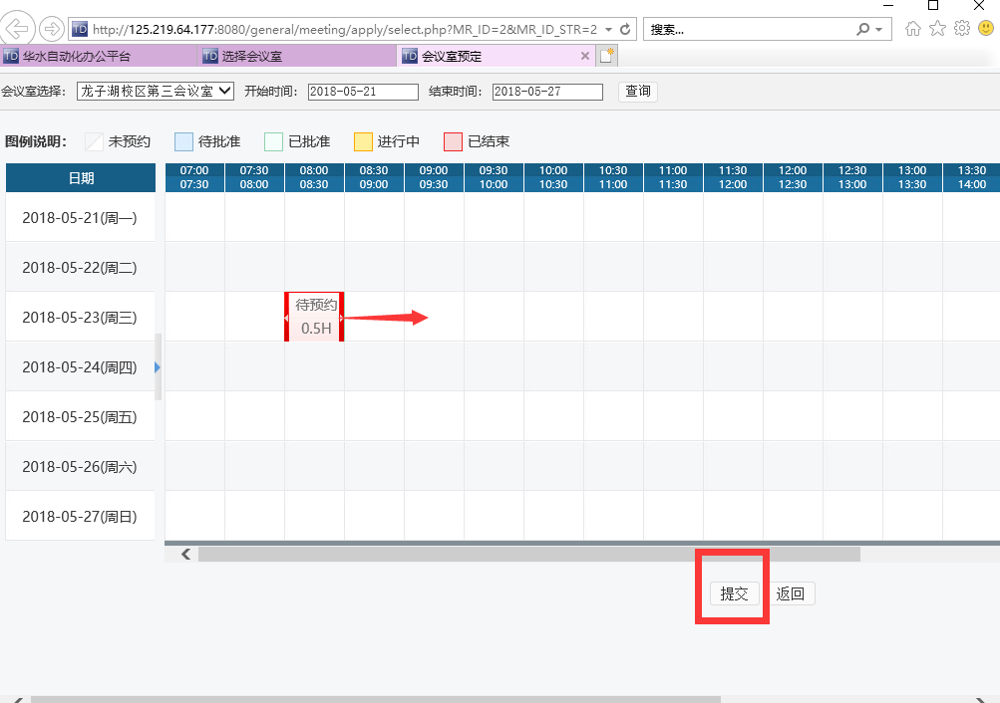 http://125.219.64.177:8080/general/meeting/apply/select.php?MR_ID=2&MR_ID_STR=2
搜索...
TD 华水自动化办公平台
TD 选择会议室
TD 会议室预定
会议室选择: 龙子湖校区第三会议室 开始时间: 2018-05-21 结束时间: 2018-05-27 查询
图例说明: 未预约 待批准 已批准 进行中 已结束
日期
07:00 07:30 08:00 08:30 09:00 09:30 10:00 10:30 11:00 11:30 12:00 12:30 13:00 13:30
07:30 08:00 08:30 09:00 09:30 10:00 10:30 11:00 11:30 12:00 12:30 13:00 13:30 14:00
2018-05-21(周一)
2018-05-22(周二)
2018-05-23(周三)
待预约
0.5H
2018-05-24(周四)
2018-05-25(周五)
2018-05-26(周六)
2018-05-27(周日)
提交 返回